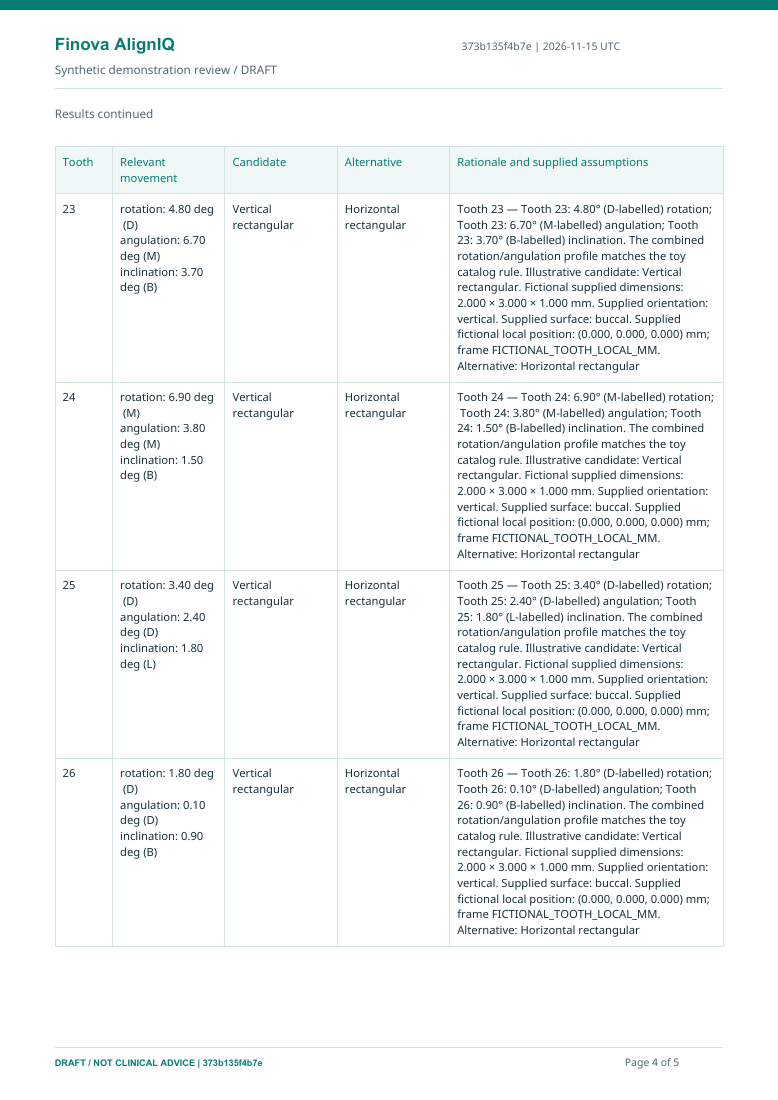 Finova AlignIQ
373b135f4b7e | 2026-11-15 UTC
Synthetic demonstration review / DRAFT
Results continued
Tooth
Relevant
movement
Candidate
Alternative
Rationale and supplied assumptions
23
rotation: 4.80 deg
(D)
angulation: 6.70
deg (M)
inclination: 3.70
deg (B)
Vertical
rectangular
Horizontal
rectangular
Tooth 23 — Tooth 23: 4.80° (D-labelled) rotation;
Tooth 23: 6.70° (M-labelled) angulation; Tooth
23: 3.70° (B-labelled) inclination. The combined
rotation/angulation profile matches the toy
catalog rule. Illustrative candidate: Vertical
rectangular. Fictional supplied dimensions:
2.000 × 3.000 × 1.000 mm. Supplied orientation:
vertical. Supplied surface: buccal. Supplied
fictional local position: (0.000, 0.000, 0.000) mm;
frame FICTIONAL_TOOTH_LOCAL_MM.
Alternative: Horizontal rectangular
24
rotation: 6.90 deg
(M)
angulation: 3.80
deg (M)
inclination: 1.50
deg (B)
Vertical
rectangular
Horizontal
rectangular
Tooth 24 — Tooth 24: 6.90° (M-labelled) rotation;
Tooth 24: 3.80° (M-labelled) angulation; Tooth
24: 1.50° (B-labelled) inclination. The combined
rotation/angulation profile matches the toy
catalog rule. Illustrative candidate: Vertical
rectangular. Fictional supplied dimensions:
2.000 × 3.000 × 1.000 mm. Supplied orientation:
vertical. Supplied surface: buccal. Supplied
fictional local position: (0.000, 0.000, 0.000) mm;
frame FICTIONAL_TOOTH_LOCAL_MM.
Alternative: Horizontal rectangular
25
rotation: 3.40 deg
(D)
angulation: 2.40
deg (D)
inclination: 1.80
deg (L)
Vertical
rectangular
Horizontal
rectangular
Tooth 25 — Tooth 25: 3.40° (D-labelled) rotation;
Tooth 25: 2.40° (D-labelled) angulation; Tooth
25: 1.80° (L-labelled) inclination. The combined
rotation/angulation profile matches the toy
catalog rule. Illustrative candidate: Vertical
rectangular. Fictional supplied dimensions:
2.000 × 3.000 × 1.000 mm. Supplied orientation:
vertical. Supplied surface: buccal. Supplied
fictional local position: (0.000, 0.000, 0.000) mm;
frame FICTIONAL_TOOTH_LOCAL_MM.
Alternative: Horizontal rectangular
26
rotation: 1.80 deg
(D)
angulation: 0.10
deg (D)
inclination: 0.90
deg (B)
Vertical
rectangular
Horizontal
rectangular
Tooth 26 — Tooth 26: 1.80° (D-labelled) rotation;
Tooth 26: 0.10° (D-labelled) angulation; Tooth
26: 0.90° (B-labelled) inclination. The combined
rotation/angulation profile matches the toy
catalog rule. Illustrative candidate: Vertical
rectangular. Fictional supplied dimensions:
2.000 × 3.000 × 1.000 mm. Supplied orientation:
vertical. Supplied surface: buccal. Supplied
fictional local position: (0.000, 0.000, 0.000) mm;
frame FICTIONAL_TOOTH_LOCAL_MM.
Alternative: Horizontal rectangular
DRAFT / NOT CLINICAL ADVICE | 373b135f4b7e
Page 4 of 5